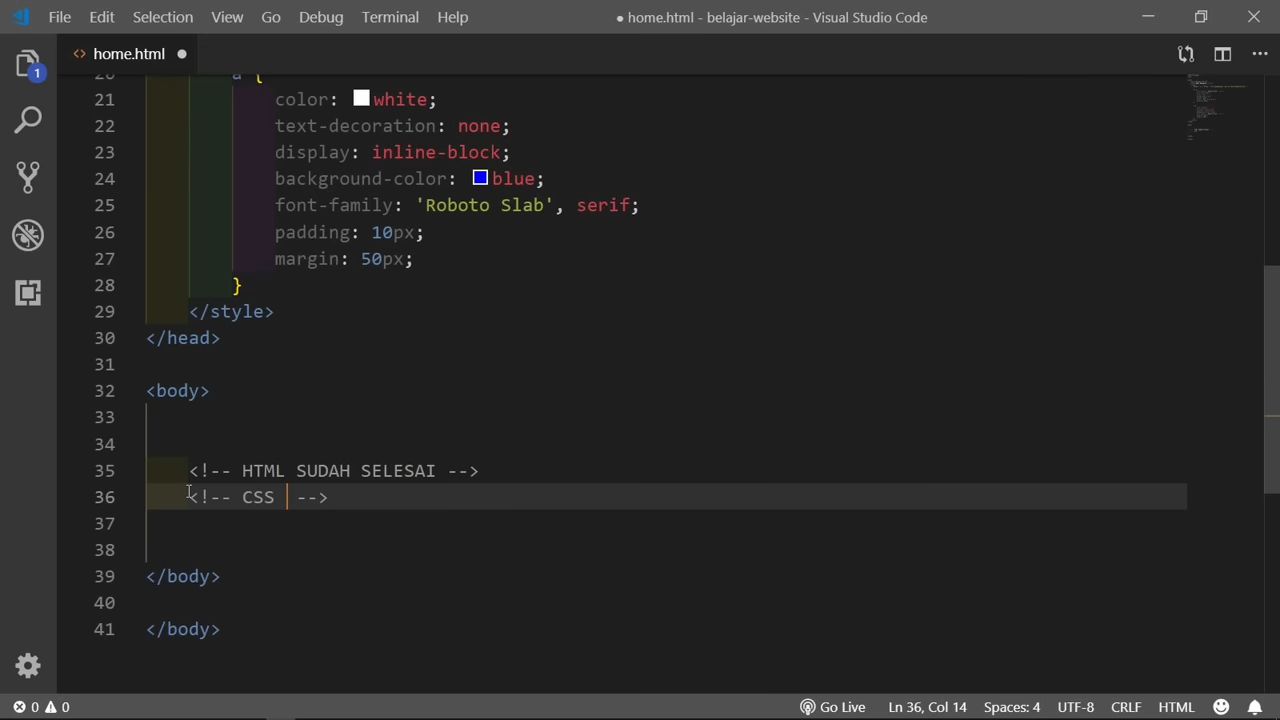 File Edit Selection View Go Debug Terminal Help ● home.html - belajar-website - Visual Studio Code
<> home.html ●
1
20 a {
21 color: white;
22 text-decoration: none;
23 display: inline-block;
24 background-color: blue;
25 font-family: 'Roboto Slab', serif;
26 padding: 10px;
27 margin: 50px;
28 }
29 </style>
30 </head>
31
32 <body>
33
34
35 <!-- HTML SUDAH SELESAI -->
36 <!-- CSS -->
37
38
39 </body>
40
41 </body>
0 0 Go Live Ln 36, Col 14 Spaces: 4 UTF-8 CRLF HTML